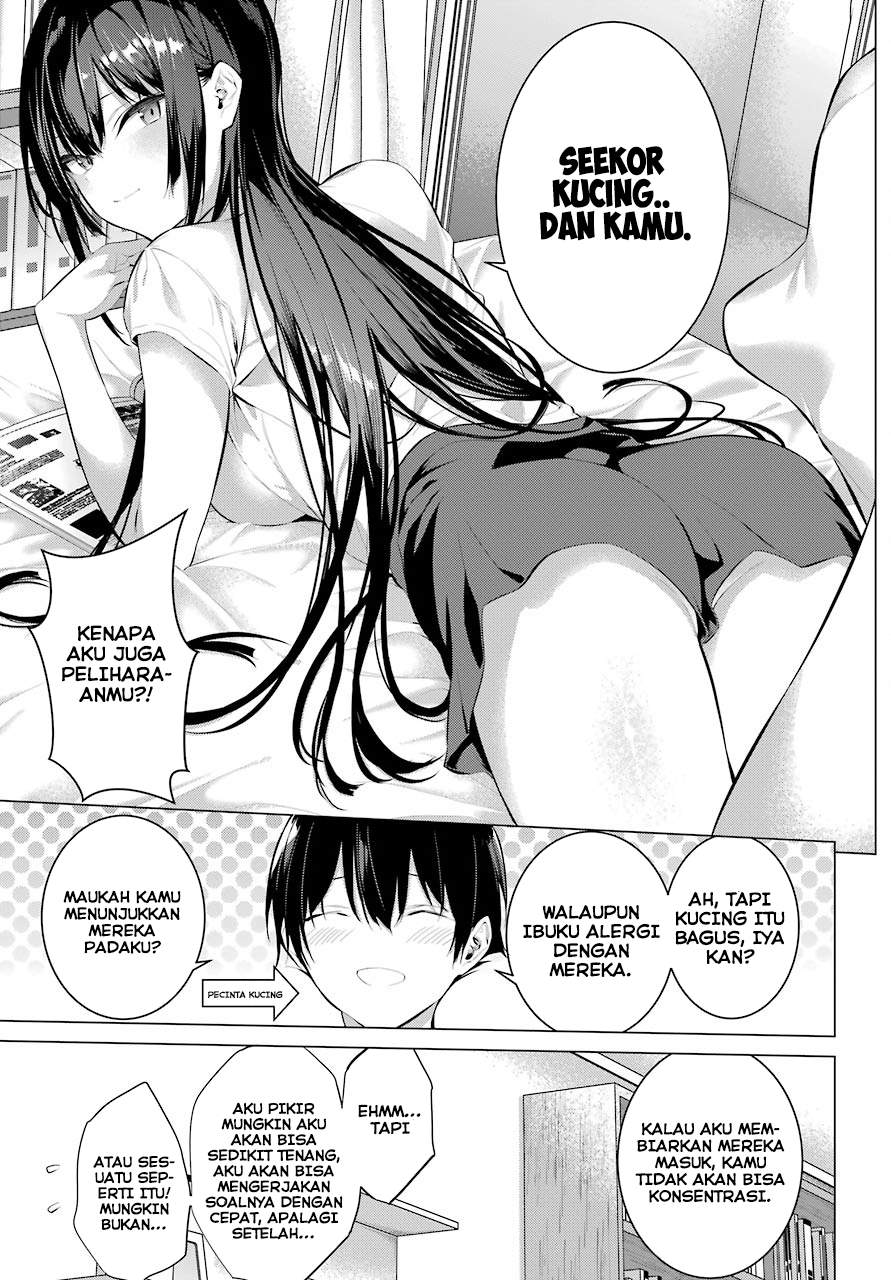 SEEKOR
KUCING..
DAN KAMU.
KENAPA
AKU JUGA
PELIHARA-
ANMU?!
AH, TAPI
KUCING ITU
BAGUS, IYA
KAN?
WALAUPUN
IBUKU ALERGI
DENGAN
MEREKA.
PECINTA KUCING
MAUKAH KAMU
MENUNJUKKAN
MEREKA
PADAKU?
KALAU AKU MEM-
BIARKAN MEREKA
MASUK, KAMU
TIDAK AKAN BISA
KONSENTRASI.
EHMM...
TAPI
AKU PIKIR
MUNGKIN AKU
AKAN BISA
SEDIKIT TENANG,
AKU AKAN BISA
MENGERJAKAN
SOALNYA DENGAN
CEPAT, APALAGI
SETELAH...
ATAU SES-
UATU SEP-
ERTI ITU!
MUNGKIN
BUKAN...